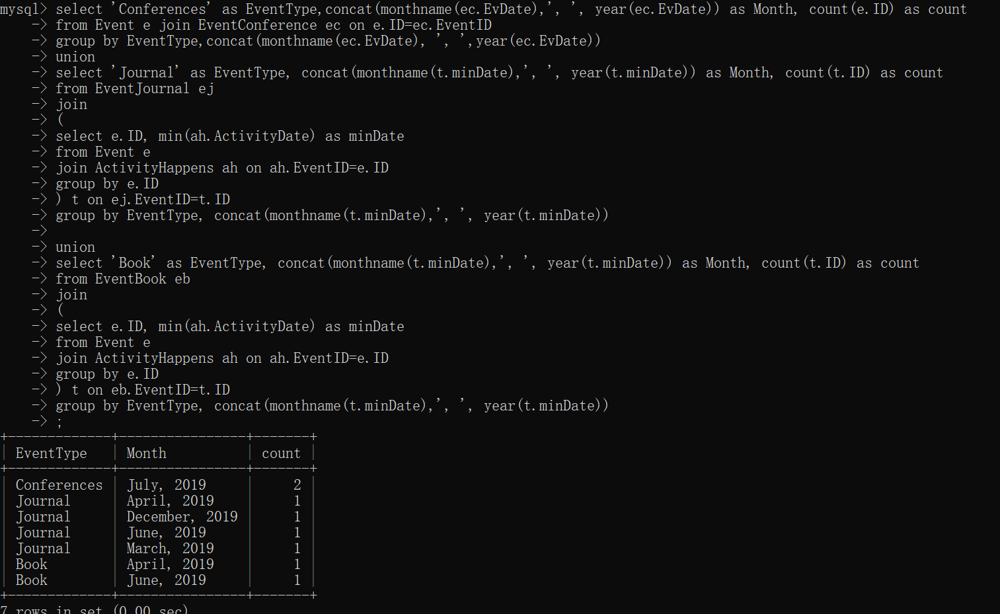 mysql> select 'Conferences' as EventType,concat(monthname(ec.EvDate),', ', year(ec.EvDate)) as Month, count(e.ID) as count
    -> from Event e join EventConference ec on e.ID=ec.EventID
    -> group by EventType,concat(monthname(ec.EvDate), ', ',year(ec.EvDate))
    -> union
    -> select 'Journal' as EventType, concat(monthname(t.minDate),', ', year(t.minDate)) as Month, count(t.ID) as count
    -> from EventJournal ej
    -> join
    -> (
    -> select e.ID, min(ah.ActivityDate) as minDate
    -> from Event e
    -> join ActivityHappens ah on ah.EventID=e.ID
    -> group by e.ID
    -> ) t on ej.EventID=t.ID
    -> group by EventType, concat(monthname(t.minDate),', ', year(t.minDate))
    ->
    -> union
    -> select 'Book' as EventType, concat(monthname(t.minDate),', ', year(t.minDate)) as Month, count(t.ID) as count
    -> from EventBook eb
    -> join
    -> (
    -> select e.ID, min(ah.ActivityDate) as minDate
    -> from Event e
    -> join ActivityHappens ah on ah.EventID=e.ID
    -> group by e.ID
    -> ) t on eb.EventID=t.ID
    -> group by EventType, concat(monthname(t.minDate),', ', year(t.minDate))
    -> ;
+-------------+----------------+-------+
| EventType   | Month          | count |
+-------------+----------------+-------+
| Conferences | July, 2019     |     2 |
| Journal     | April, 2019    |     1 |
| Journal     | December, 2019 |     1 |
| Journal     | June, 2019     |     1 |
| Journal     | March, 2019    |     1 |
| Book        | April, 2019    |     1 |
| Book        | June, 2019     |     1 |
+-------------+----------------+-------+
7 rows in set (0.00 sec)